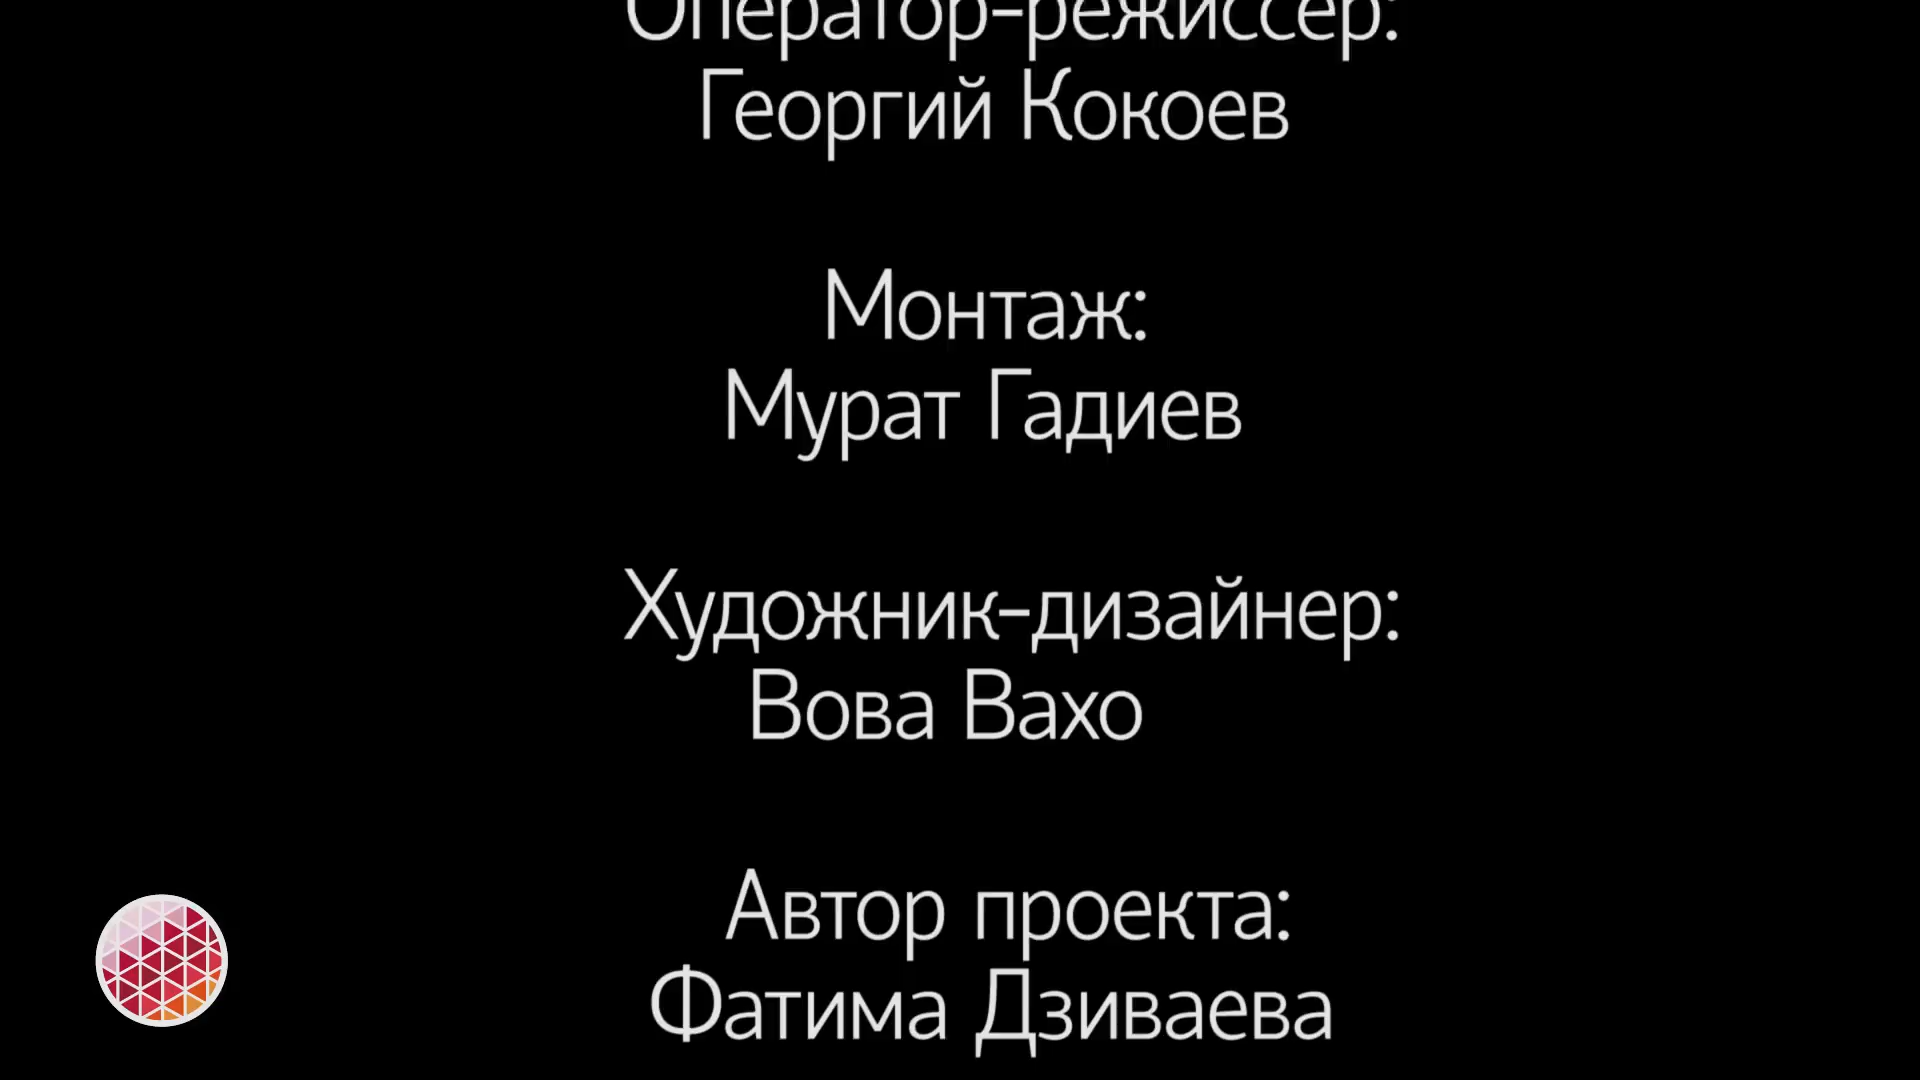 Оператор-режиссер:
Георгий Кокоев
Монтаж:
Мурат Гадиев
Художник-дизайнер:
Вова Вахо
Автор проекта:
Фатима Дзиваева